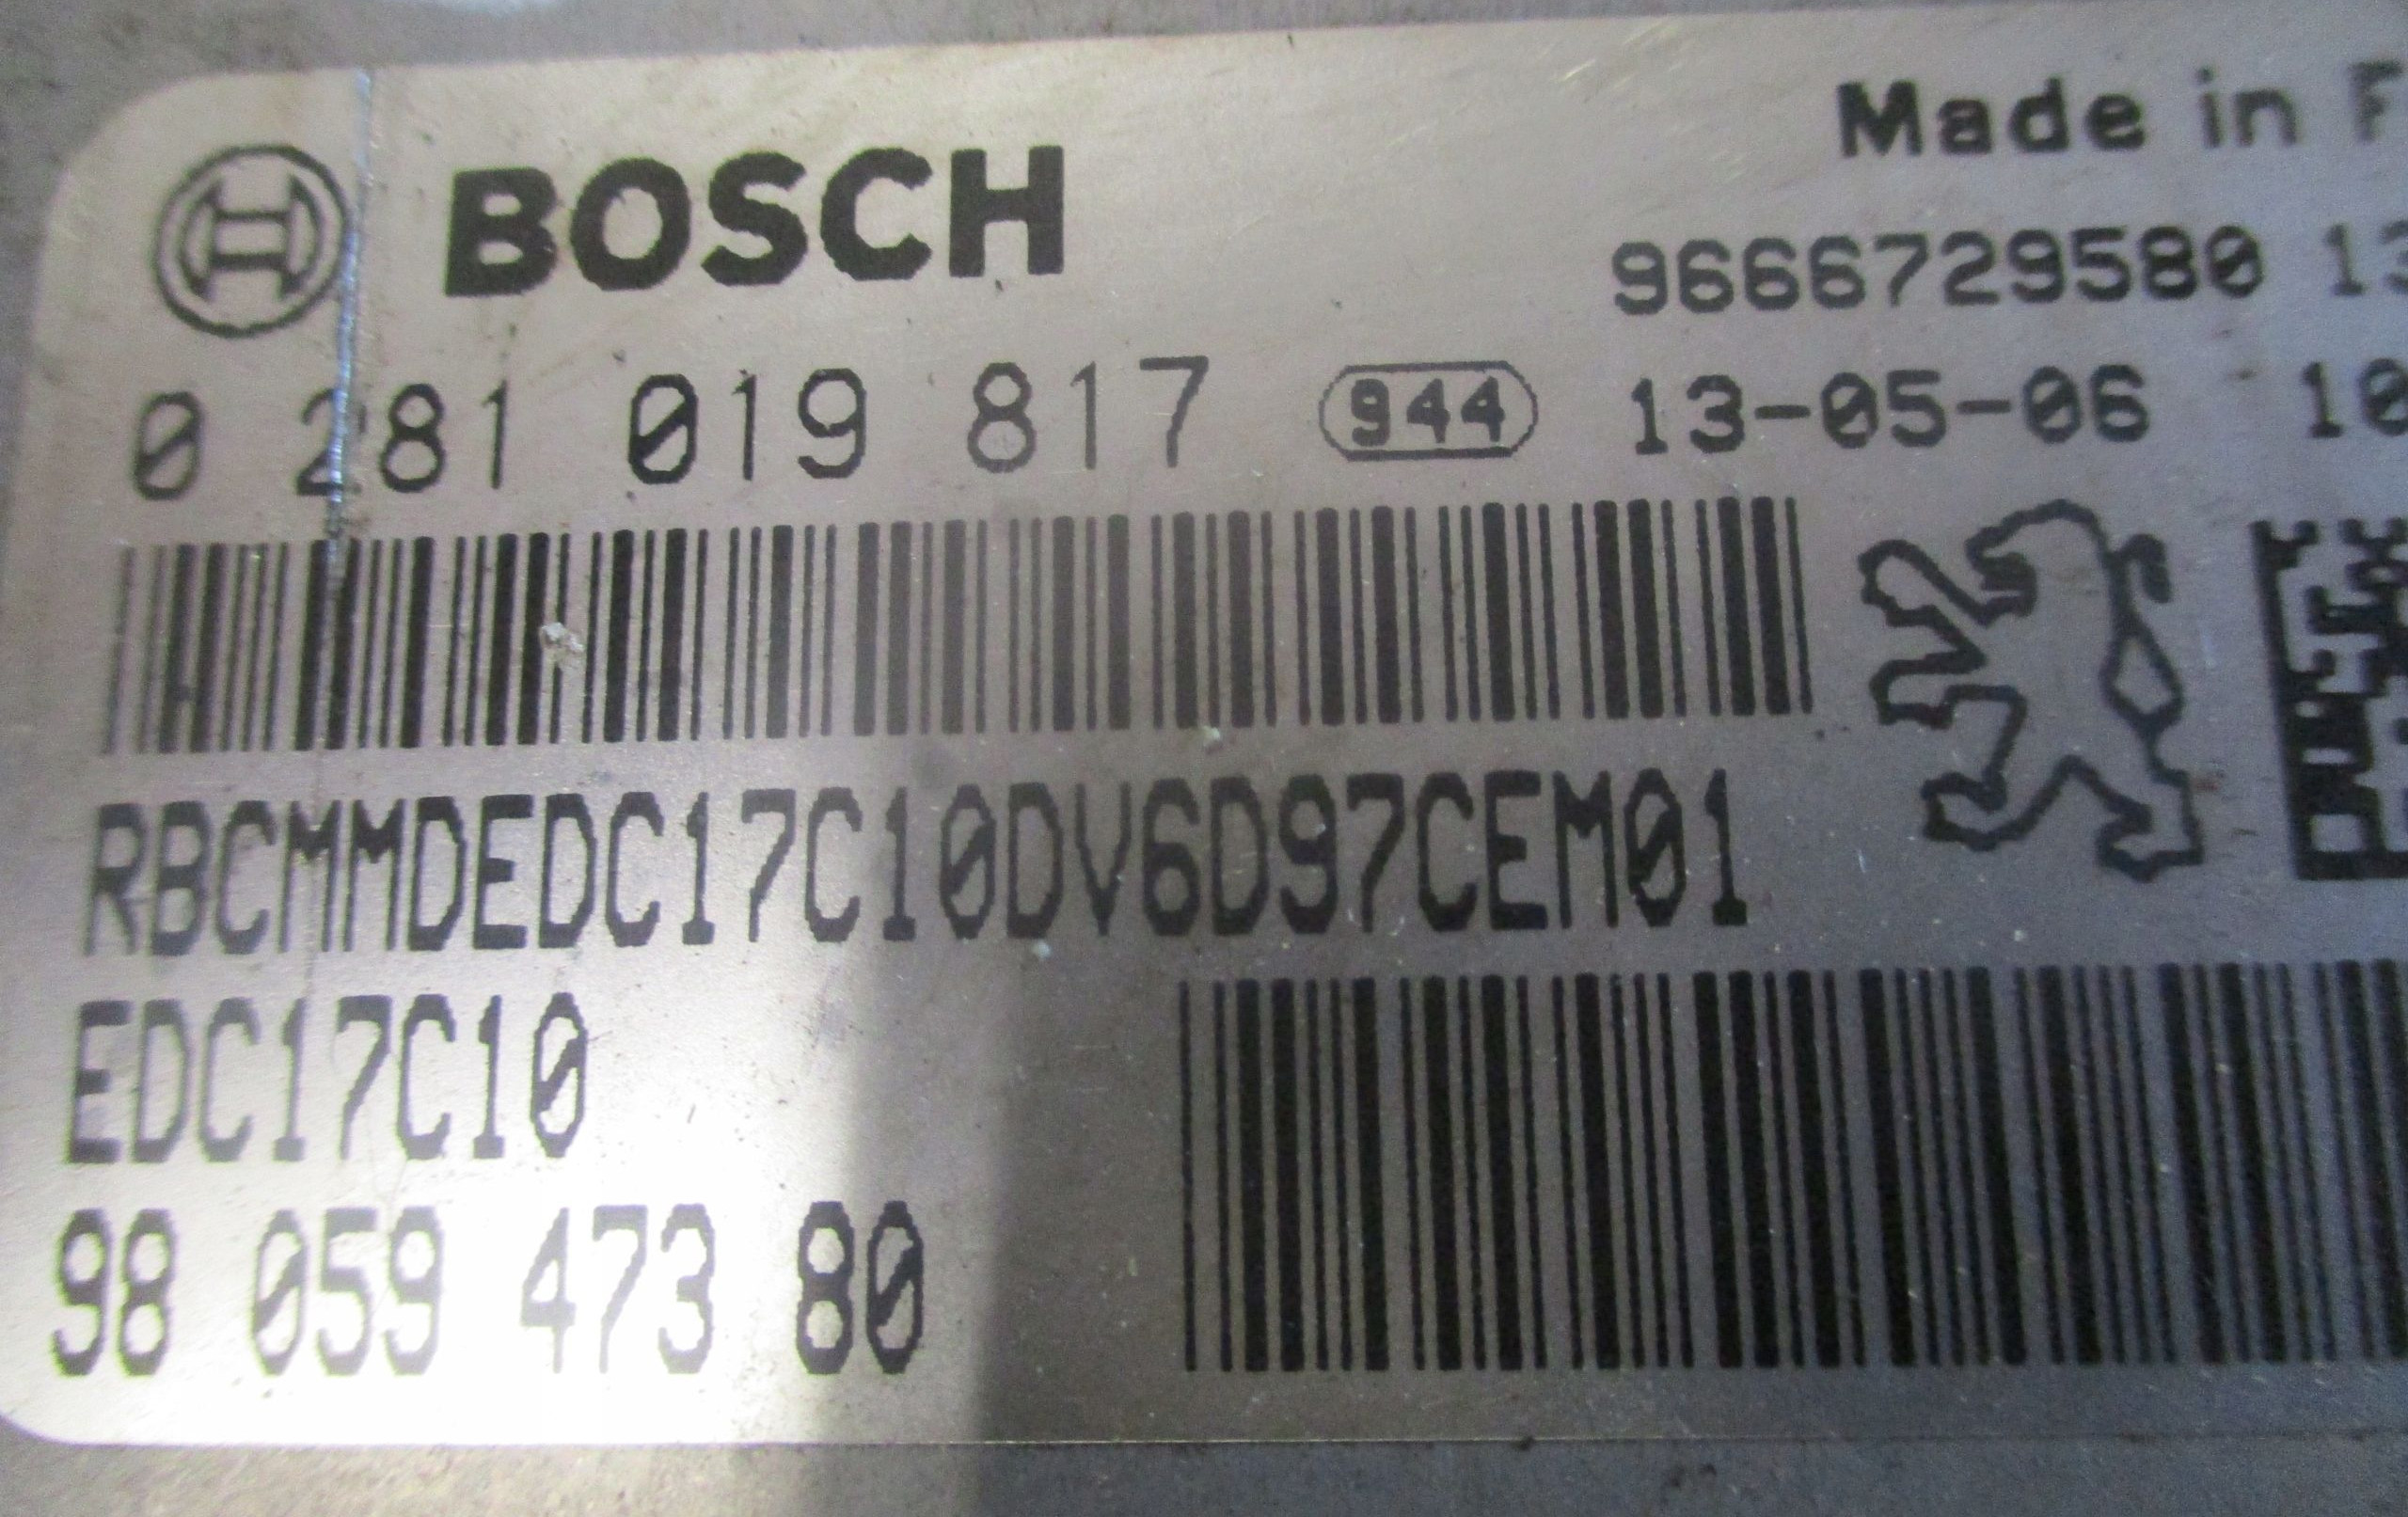 BOSCH
Made in F
9666729580 13
0 281 019 817 944 13-05-06 10
RBCMMDEDC17C10DV6D97CEM01
EDC17C10
98 059 473 80